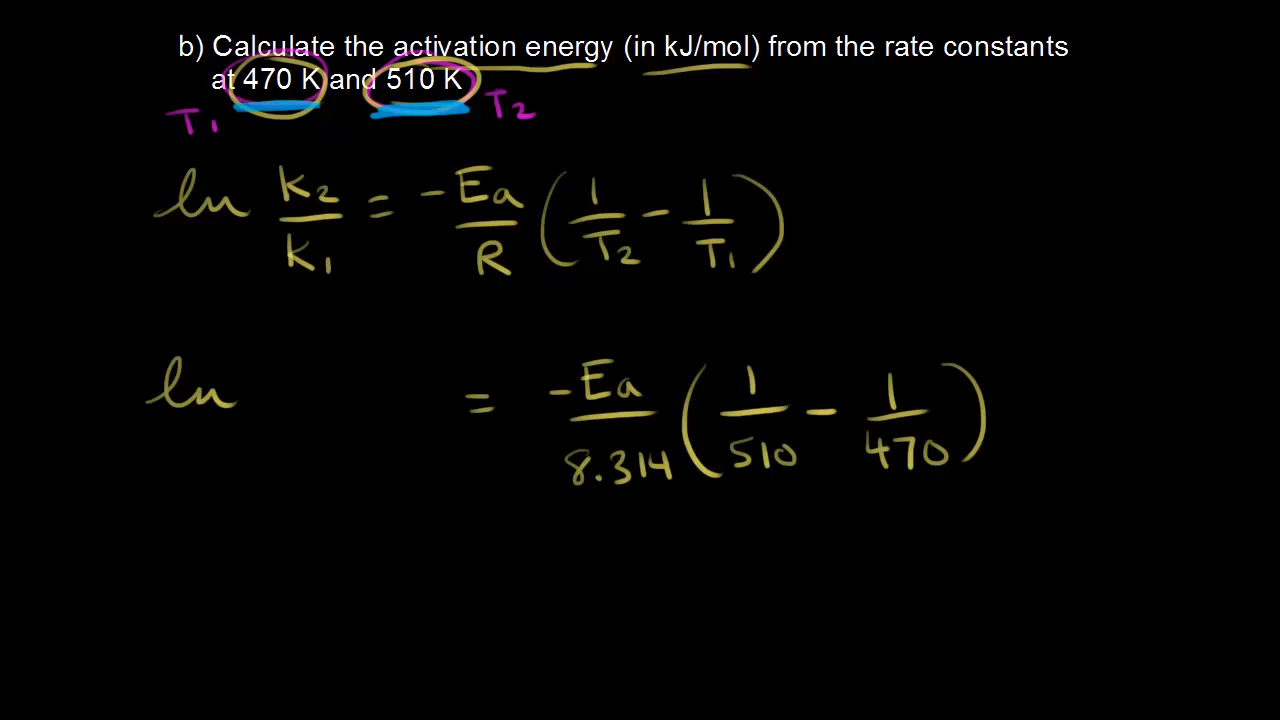 b) Calculate the activation energy (in kJ/mol) from the rate constants
at 470 K and 510 K
T₁ T₂
ln K₂/K₁ = -Ea/R (1/T₂ - 1/T₁)
ln = -Ea/8.314 (1/510 - 1/470)